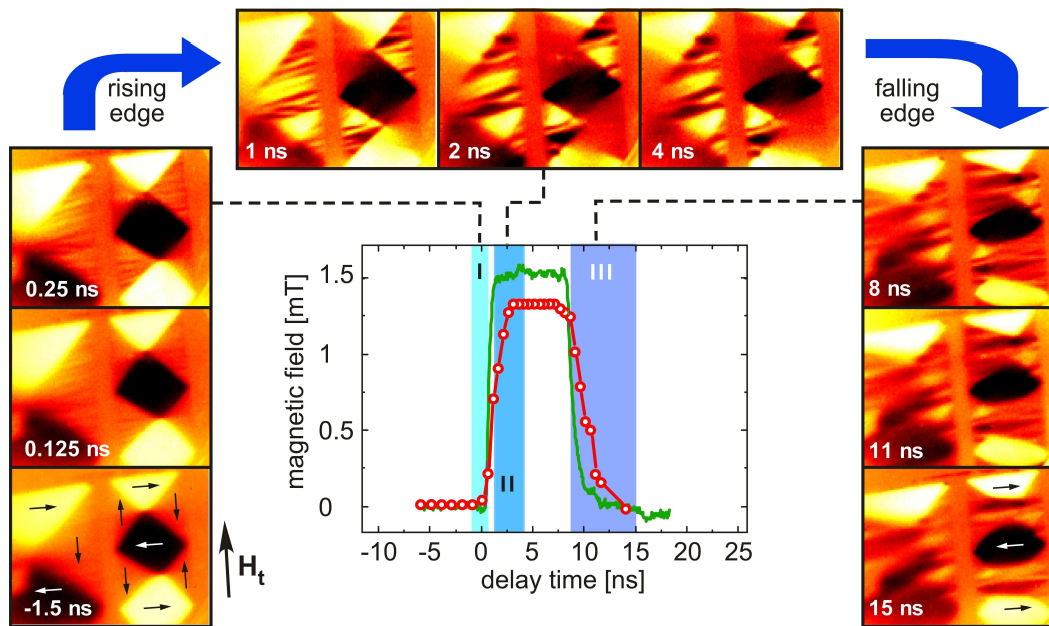 rising
edge
1 ns
2 ns
4 ns
falling
edge
0.25 ns
0.125 ns
-1.5 ns
Ht
I
II
III
1.5
1
0.5
0
magnetic field [mT]
-10
-5
0
5
10
15
20
25
delay time [ns]
8 ns
11 ns
15 ns